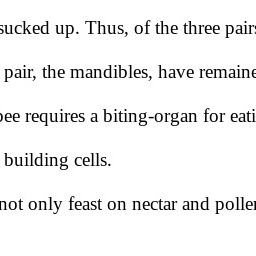 sucked up. Thus, of the three pairs
pair, the mandibles, have remaine
bee requires a biting-organ for eati
building cells.
not only feast on nectar and pollen